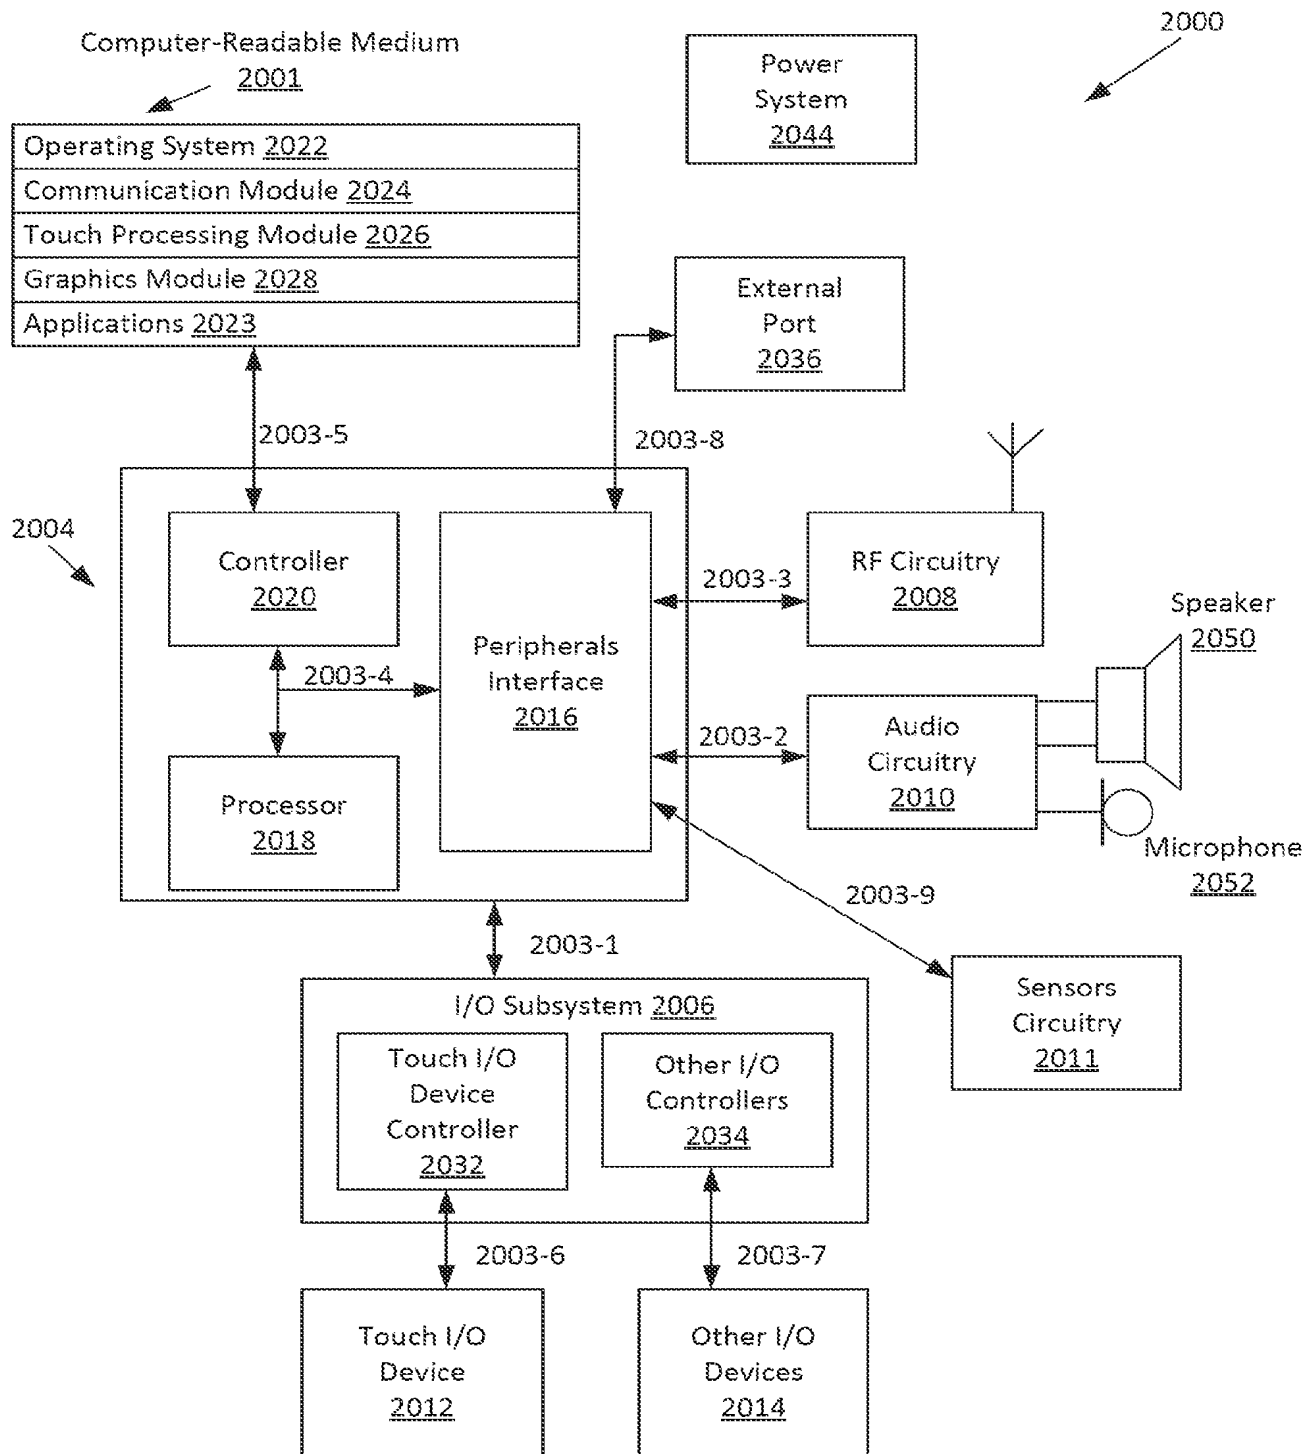 Computer-Readable Medium
2001
2000
Power
System
2044
Operating System 2022
Communication Module 2024
Touch Processing Module 2026
Graphics Module 2028
Applications 2023
External
Port
2036
2003-5
2003-8
2004
Controller
2020
2003-4
Processor
2018
Peripherals
Interface
2016
2003-3
RF Circuitry
2008
Speaker
2050
2003-2
Audio
Circuitry
2010
Microphone
2052
2003-9
2003-1
Sensors
Circuitry
2011
I/O Subsystem 2006
Touch I/O
Device
Controller
2032
Other I/O
Controllers
2034
2003-6
2003-7
Touch I/O
Device
2012
Other I/O
Devices
2014